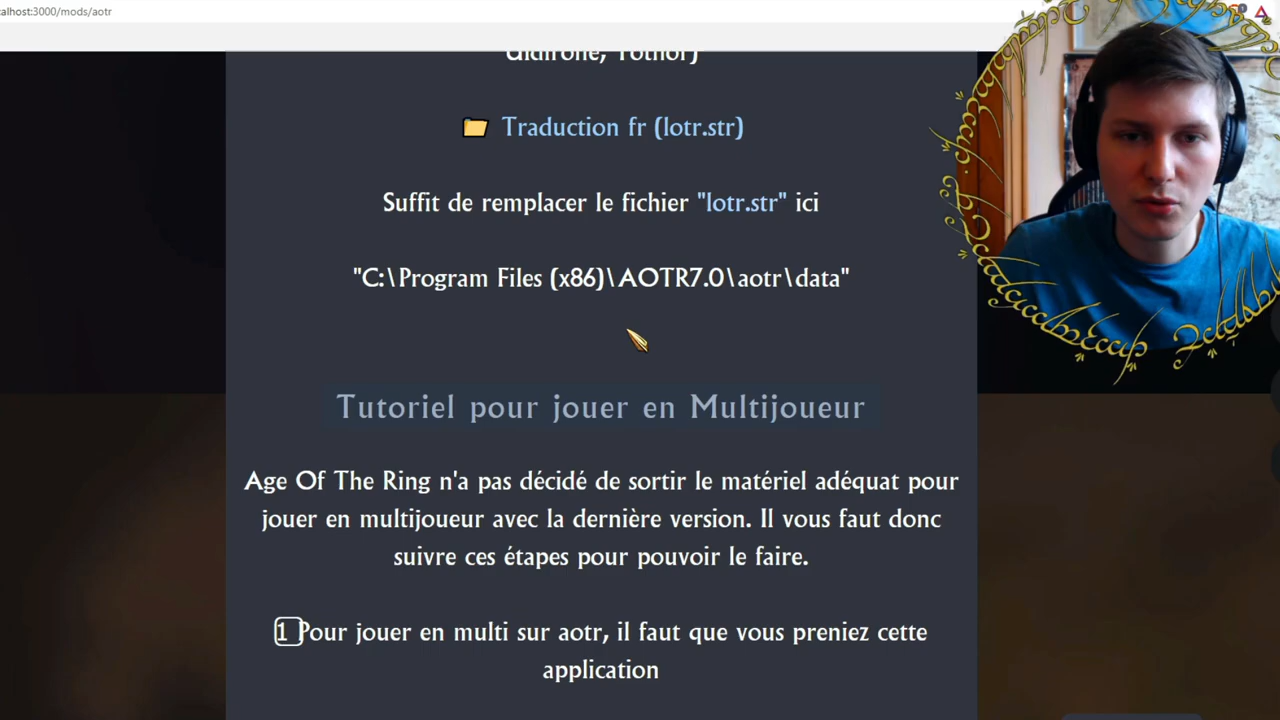 calhost:3000/mods/aotr
Traduction fr (lotr.str)
Suffit de remplacer le fichier "lotr.str" ici
"C:\Program Files (x86)\AOTR7.0\aotr\data"
Tutoriel pour jouer en Multijoueur
Age Of The Ring n'a pas décidé de sortir le matériel adéquat pour
jouer en multijoueur avec la dernière version. Il vous faut donc
suivre ces étapes pour pouvoir le faire.
1 Pour jouer en multi sur aotr, il faut que vous preniez cette
application